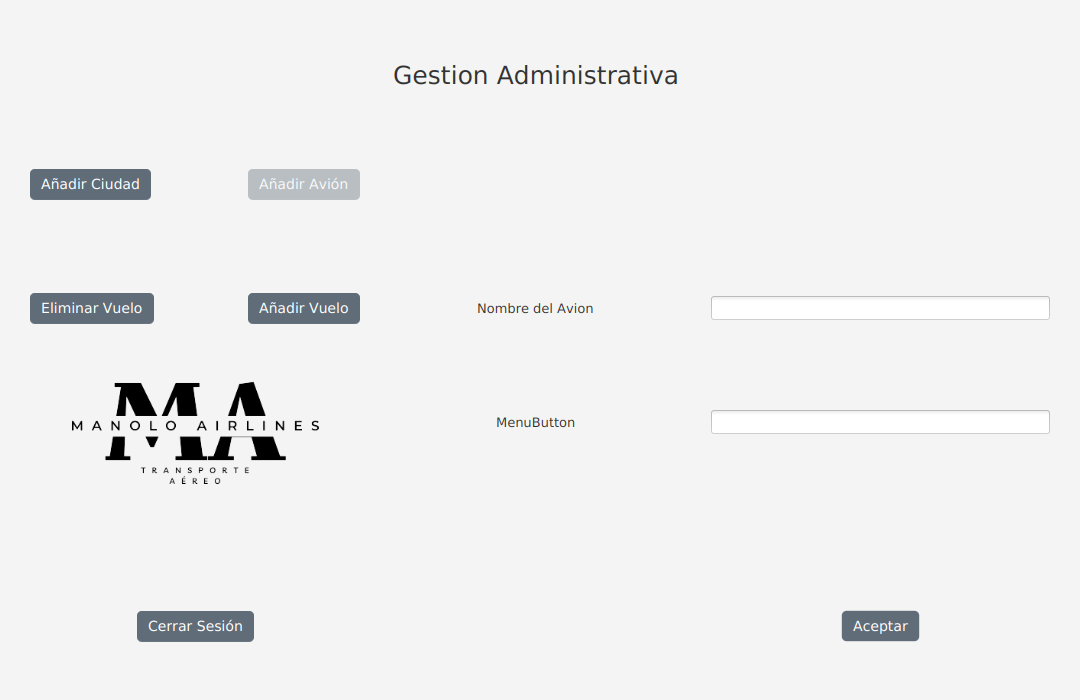 Gestion Administrativa
Añadir Ciudad
Añadir Avión
Eliminar Vuelo
Añadir Vuelo
Nombre del Avion
MA
MANOLO AIRLINES
TRANSPORTE
AÉREO
MenuButton
Cerrar Sesión
Aceptar